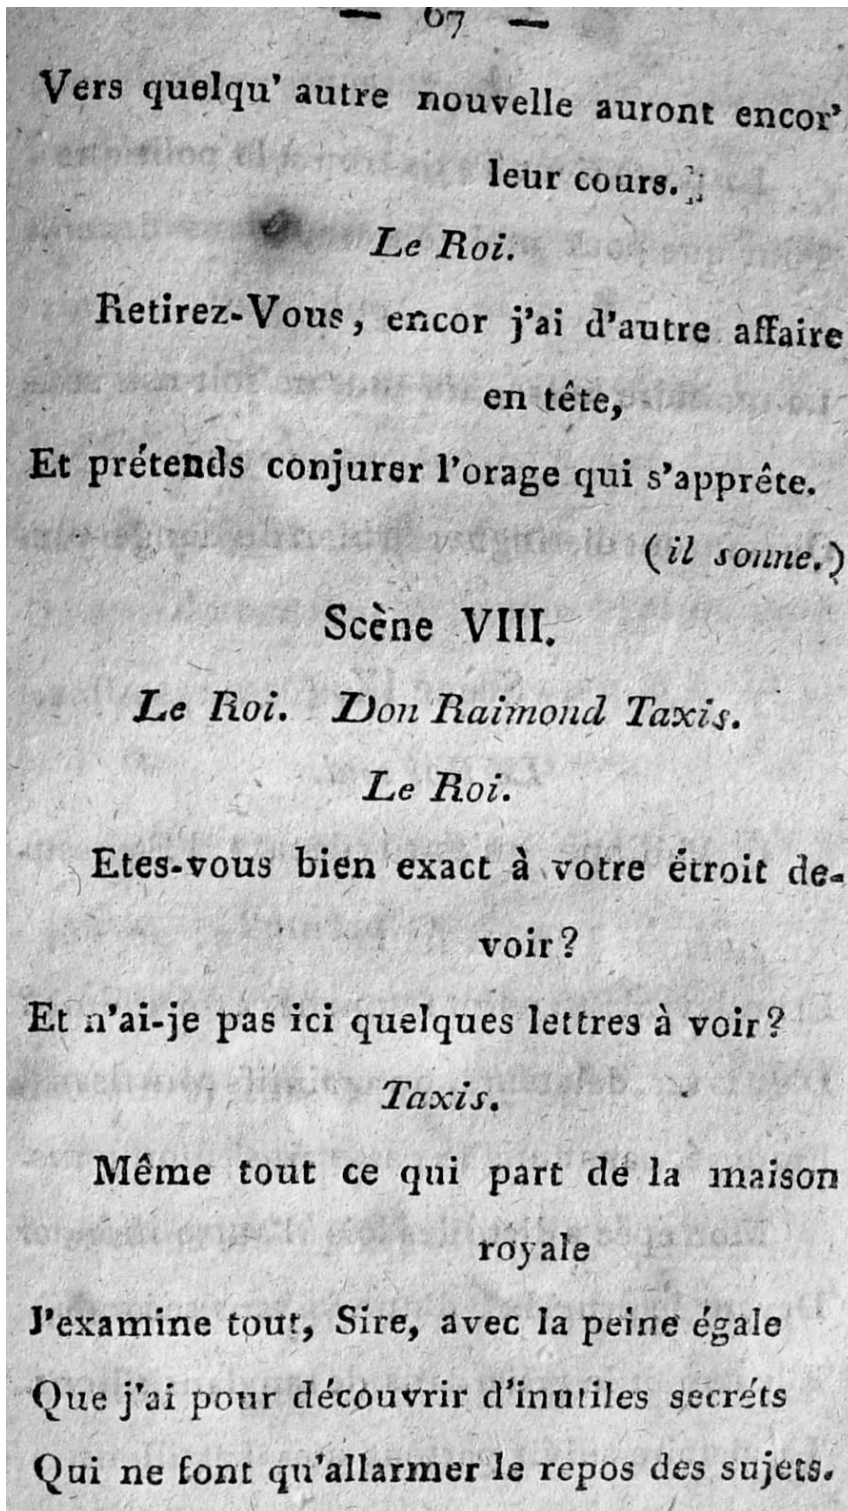 — 67 —
Vers quelqu' autre nouvelle auront encor'
leur cours.
Le Roi.
Retirez-Vous, encor j'ai d'autre affaire
en tête,
Et prétends conjurer l'orage qui s'apprête.
(il sonne.)
Scène VIII.
Le Roi. Don Raimond Taxis.
Le Roi.
Etes-vous bien exact à votre étroit de-
voir?
Et n'ai-je pas ici quelques lettres à voir?
Taxis.
Même tout ce qui part de la maison
royale
J'examine tout, Sire, avec la peine égale
Que j'ai pour découvrir d'inutiles secréts
Qui ne font qu'allarmer le repos des sujets.